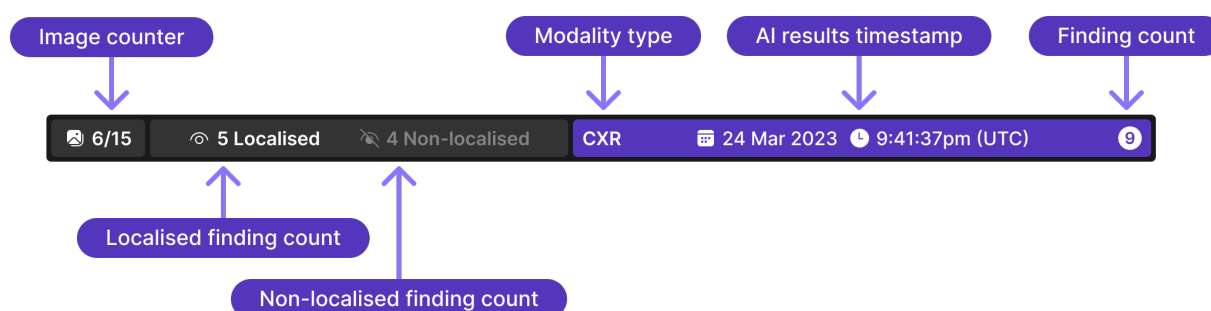 Image counter
Modality type
AI results timestamp
Finding count
6/15
5 Localised
4 Non-localised
CXR
24 Mar 2023
9:41:37pm (UTC)
9
Localised finding count
Non-localised finding count